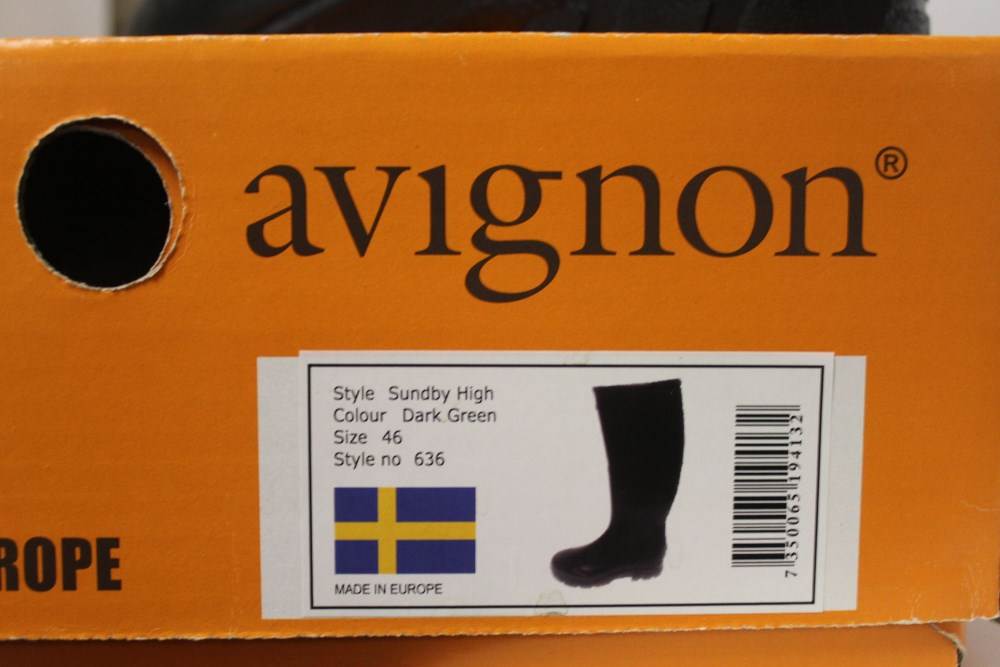 avignon®
Style Sundby High
Colour Dark Green
Size 46
Style no 636
MADE IN EUROPE
7 350065 194132
ROPE